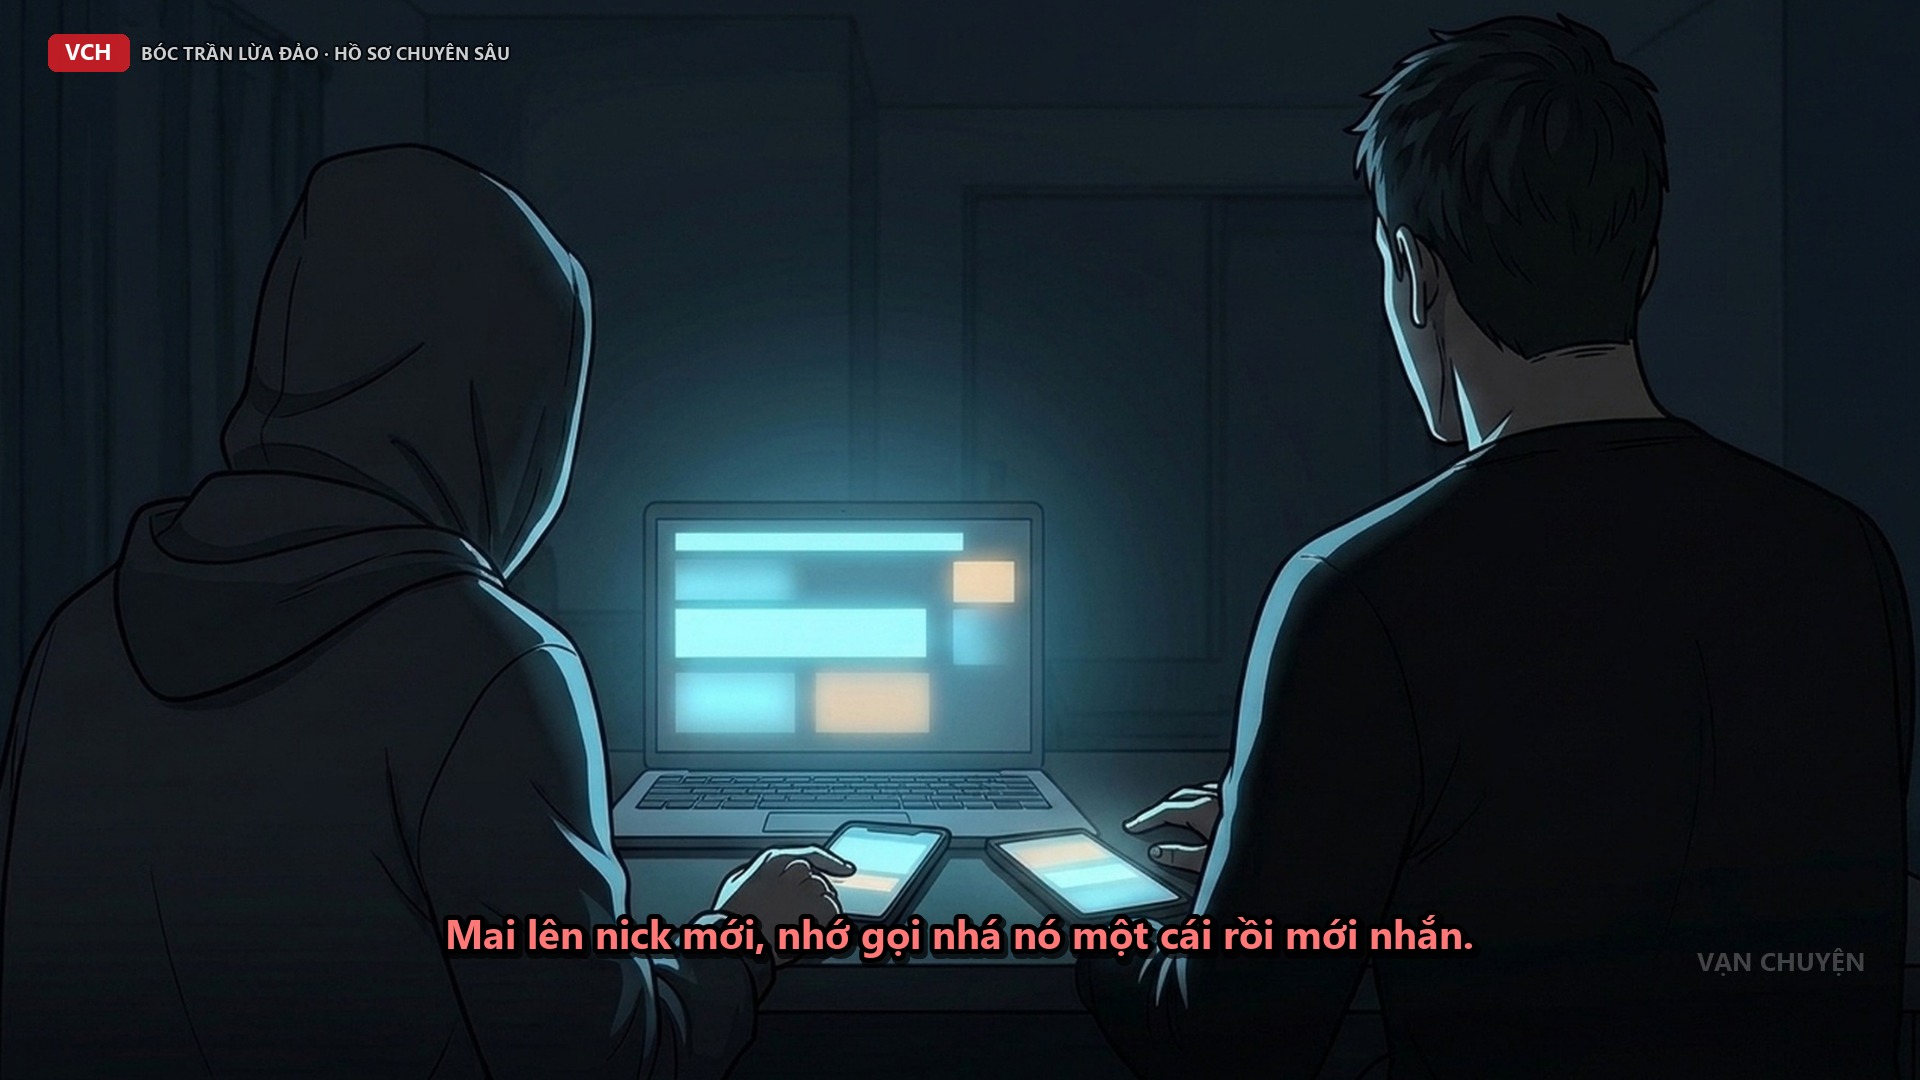 VCH BÓC TRẦN LỪA ĐẢO · HỒ SƠ CHUYÊN SÂU
Mai lên nick mới, nhớ gọi nhá nó một cái rồi mới nhắn.
VẠN CHUYỆN